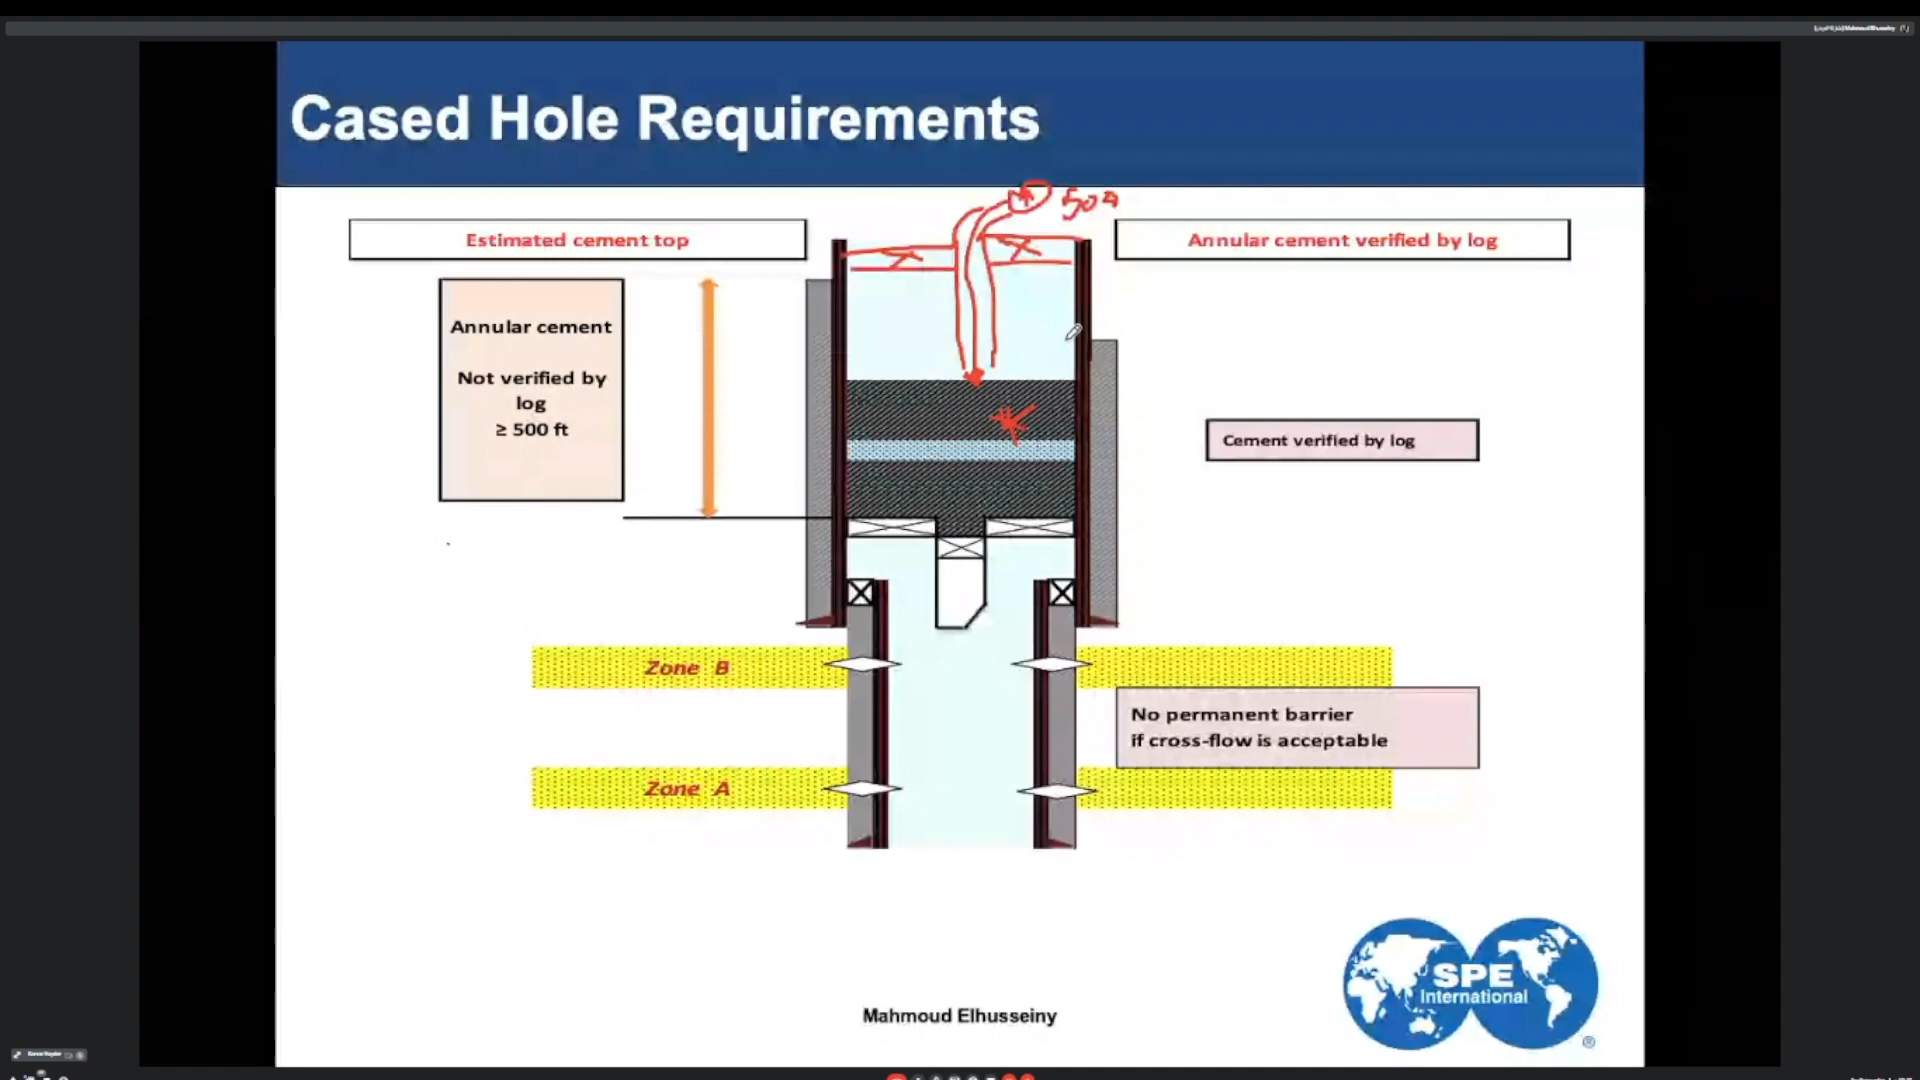 Cased Hole Requirements
Estimated cement top
Annular cement verified by log
Annular cement
Not verified by
log
≥ 500 ft
Cement verified by log
Zone B
No permanent barrier
if cross-flow is acceptable
Zone A
SPE
International
®
Mahmoud Elhusseiny